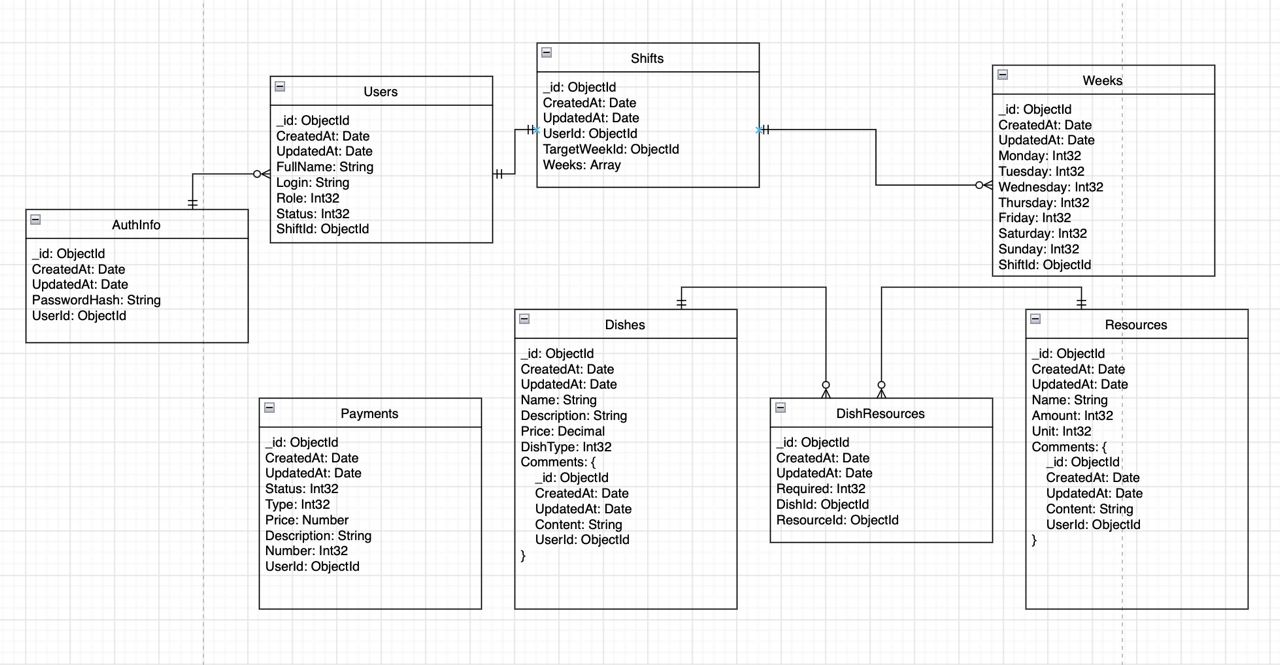 Shifts
_id: ObjectId
CreatedAt: Date
UpdatedAt: Date
UserId: ObjectId
TargetWeekId: ObjectId
Weeks: Array
Users
_id: ObjectId
CreatedAt: Date
UpdatedAt: Date
FullName: String
Login: String
Role: Int32
Status: Int32
ShiftId: ObjectId
Weeks
_id: ObjectId
CreatedAt: Date
UpdatedAt: Date
Monday: Int32
Tuesday: Int32
Wednesday: Int32
Thursday: Int32
Friday: Int32
Saturday: Int32
Sunday: Int32
ShiftId: ObjectId
AuthInfo
_id: ObjectId
CreatedAt: Date
UpdatedAt: Date
PasswordHash: String
UserId: ObjectId
Payments
_id: ObjectId
CreatedAt: Date
UpdatedAt: Date
Status: Int32
Type: Int32
Price: Number
Description: String
Number: Int32
UserId: ObjectId
Dishes
_id: ObjectId
CreatedAt: Date
UpdatedAt: Date
Name: String
Description: String
Price: Decimal
DishType: Int32
Comments: {
_id: ObjectId
CreatedAt: Date
UpdatedAt: Date
Content: String
UserId: ObjectId
}
DishResources
_id: ObjectId
CreatedAt: Date
UpdatedAt: Date
Required: Int32
DishId: ObjectId
ResourceId: ObjectId
Resources
_id: ObjectId
CreatedAt: Date
UpdatedAt: Date
Name: String
Amount: Int32
Unit: Int32
Comments: {
_id: ObjectId
CreatedAt: Date
UpdatedAt: Date
Content: String
UserId: ObjectId
}